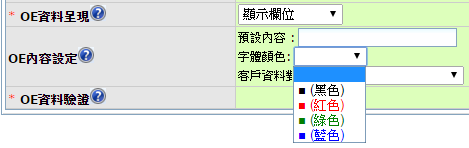 * OE資料呈現 顯示欄位
預設內容：
OE內容設定 字體顏色：
客戶資料對
* OE資料驗證
■ (黑色)
■ (紅色)
■ (綠色)
■ (藍色)